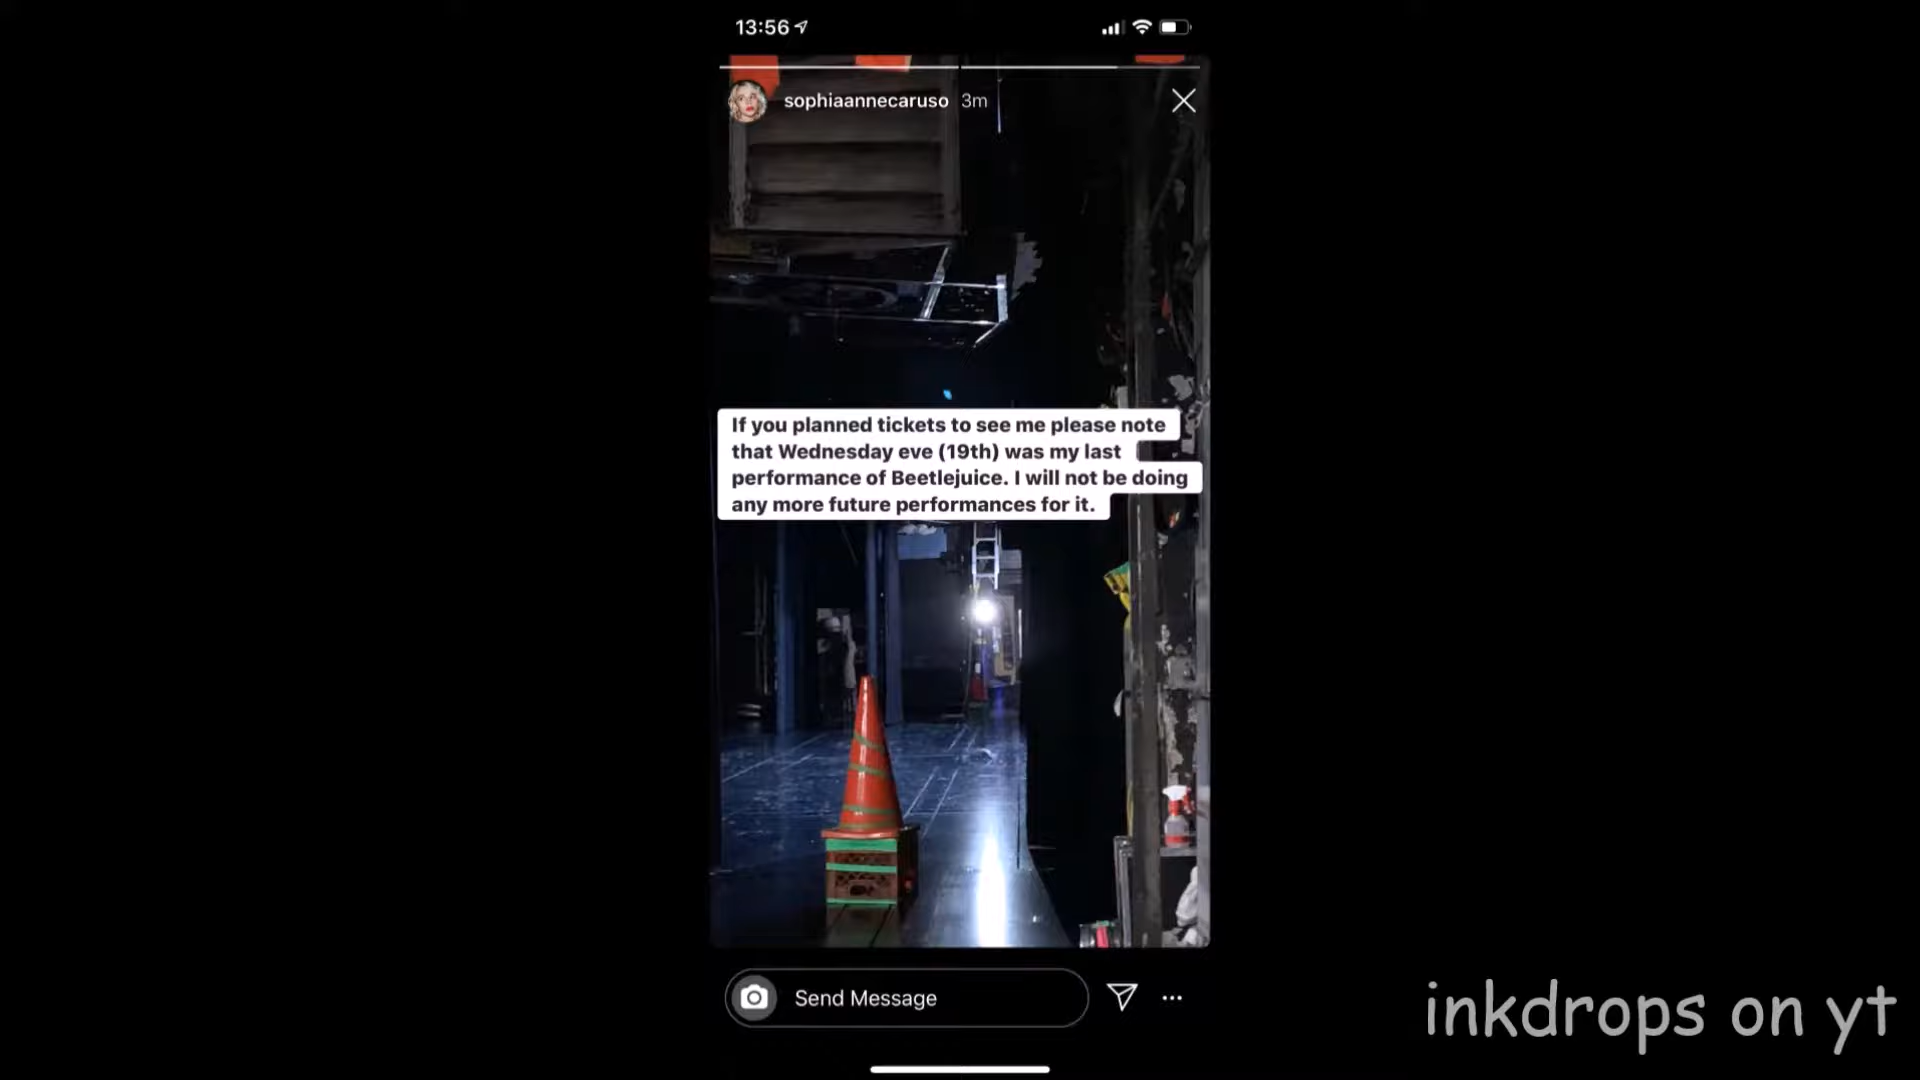 13:56
sophiaannecaruso 3m
If you planned tickets to see me please note
that Wednesday eve (19th) was my last
performance of Beetlejuice. I will not be doing
any more future performances for it.
Send Message
inkdrops on yt